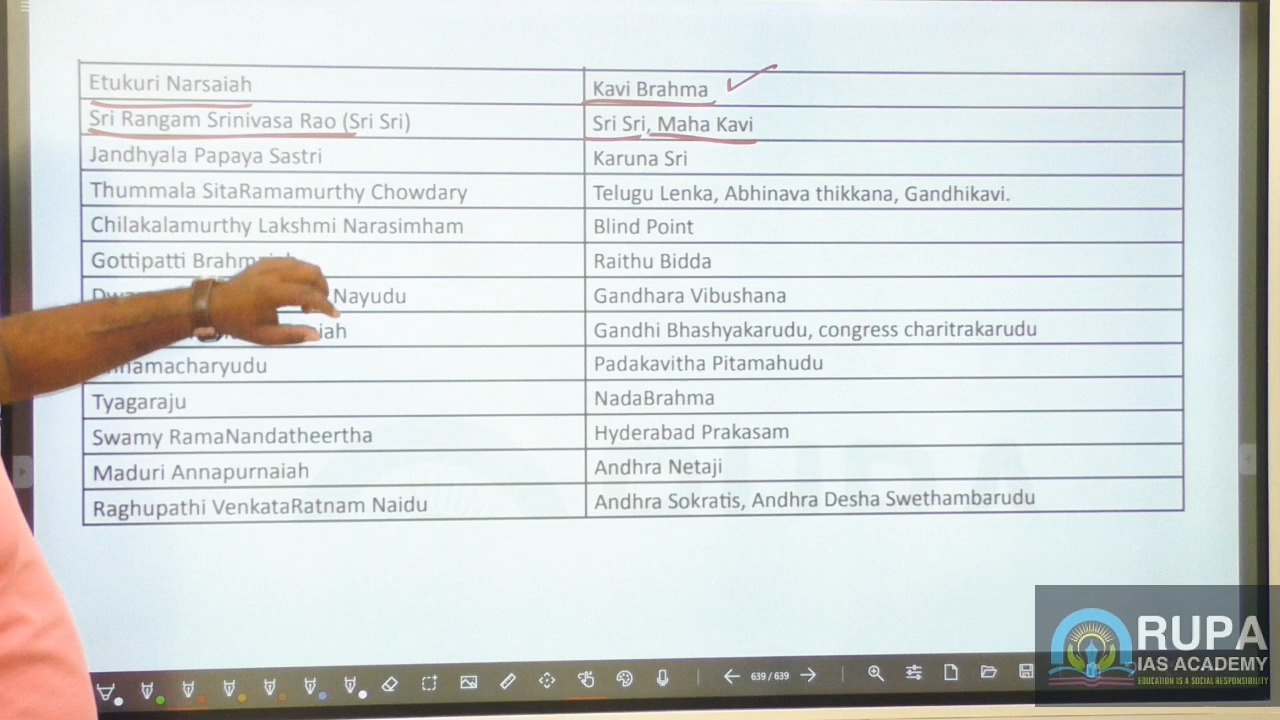 Etukuri Narsaiah Kavi Brahma
Sri Rangam Srinivasa Rao (Sri Sri) Sri Sri, Maha Kavi
Jandhyala Papaya Sastri Karuna Sri
Thummala SitaRamamurthy Chowdary Telugu Lenka, Abhinava thikkana, Gandhikavi.
Chilakalamurthy Lakshmi Narasimham Blind Point
Gottipatti Raithu Bidda
Nayudu Gandhara Vibushana
Gandhi Bhashyakarudu, congress charitrakarudu
Padakavitha Pitamahudu
Tyagaraju NadaBrahma
Swamy RamaNandatheertha Hyderabad Prakasam
Maduri Annapurnaiah Andhra Netaji
Raghupathi VenkataRatnam Naidu Andhra Sokratis, Andhra Desha Swethambarudu
639 / 639
RUPA
IAS ACADEMY
EDUCATION IS A SOCIAL RESPONSIBILITY